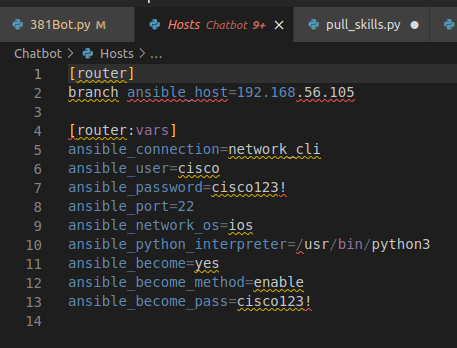 381Bot.py M
Hosts Chatbot 9+ ×
pull_skills.py
Chatbot > Hosts > ...
1 [router]
2 branch ansible_host=192.168.56.105
3
4 [router:vars]
5 ansible_connection=network_cli
6 ansible_user=cisco
7 ansible_password=cisco123!
8 ansible_port=22
9 ansible_network_os=ios
10 ansible_python_interpreter=/usr/bin/python3
11 ansible_become=yes
12 ansible_become_method=enable
13 ansible_become_pass=cisco123!
14